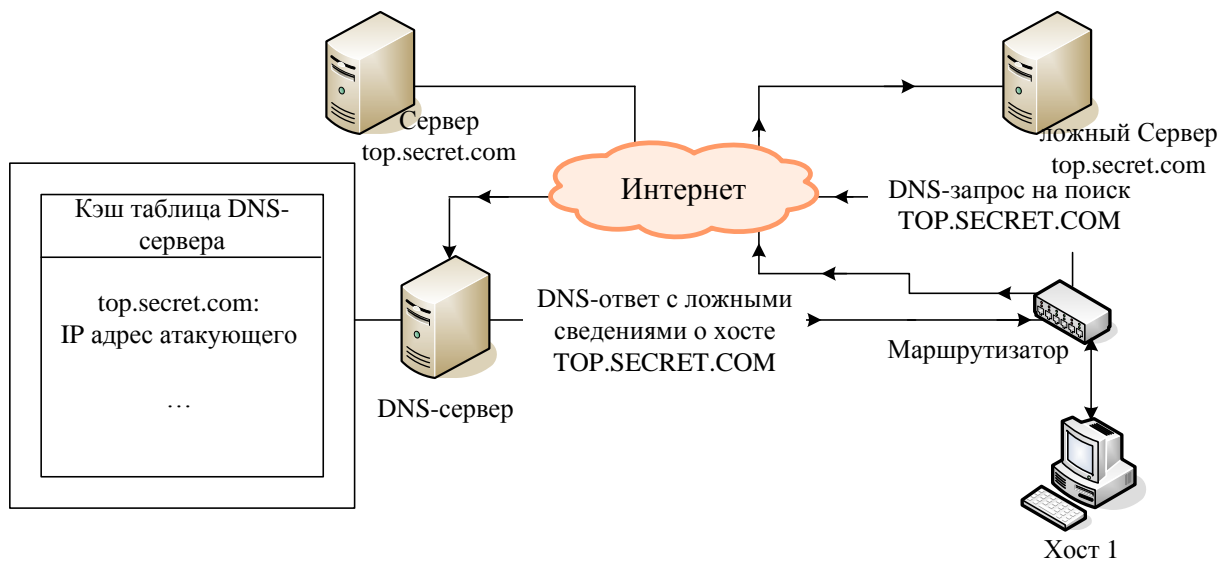 Сервер
top.secret.com
ложный Сервер
top.secret.com
Интернет
DNS-запрос на поиск
TOP.SECRET.COM
Кэш таблица DNS-
сервера
top.secret.com:
IP адрес атакующего
…
DNS-ответ с ложными
сведениями о хосте
TOP.SECRET.COM
Маршрутизатор
DNS-сервер
Хост 1